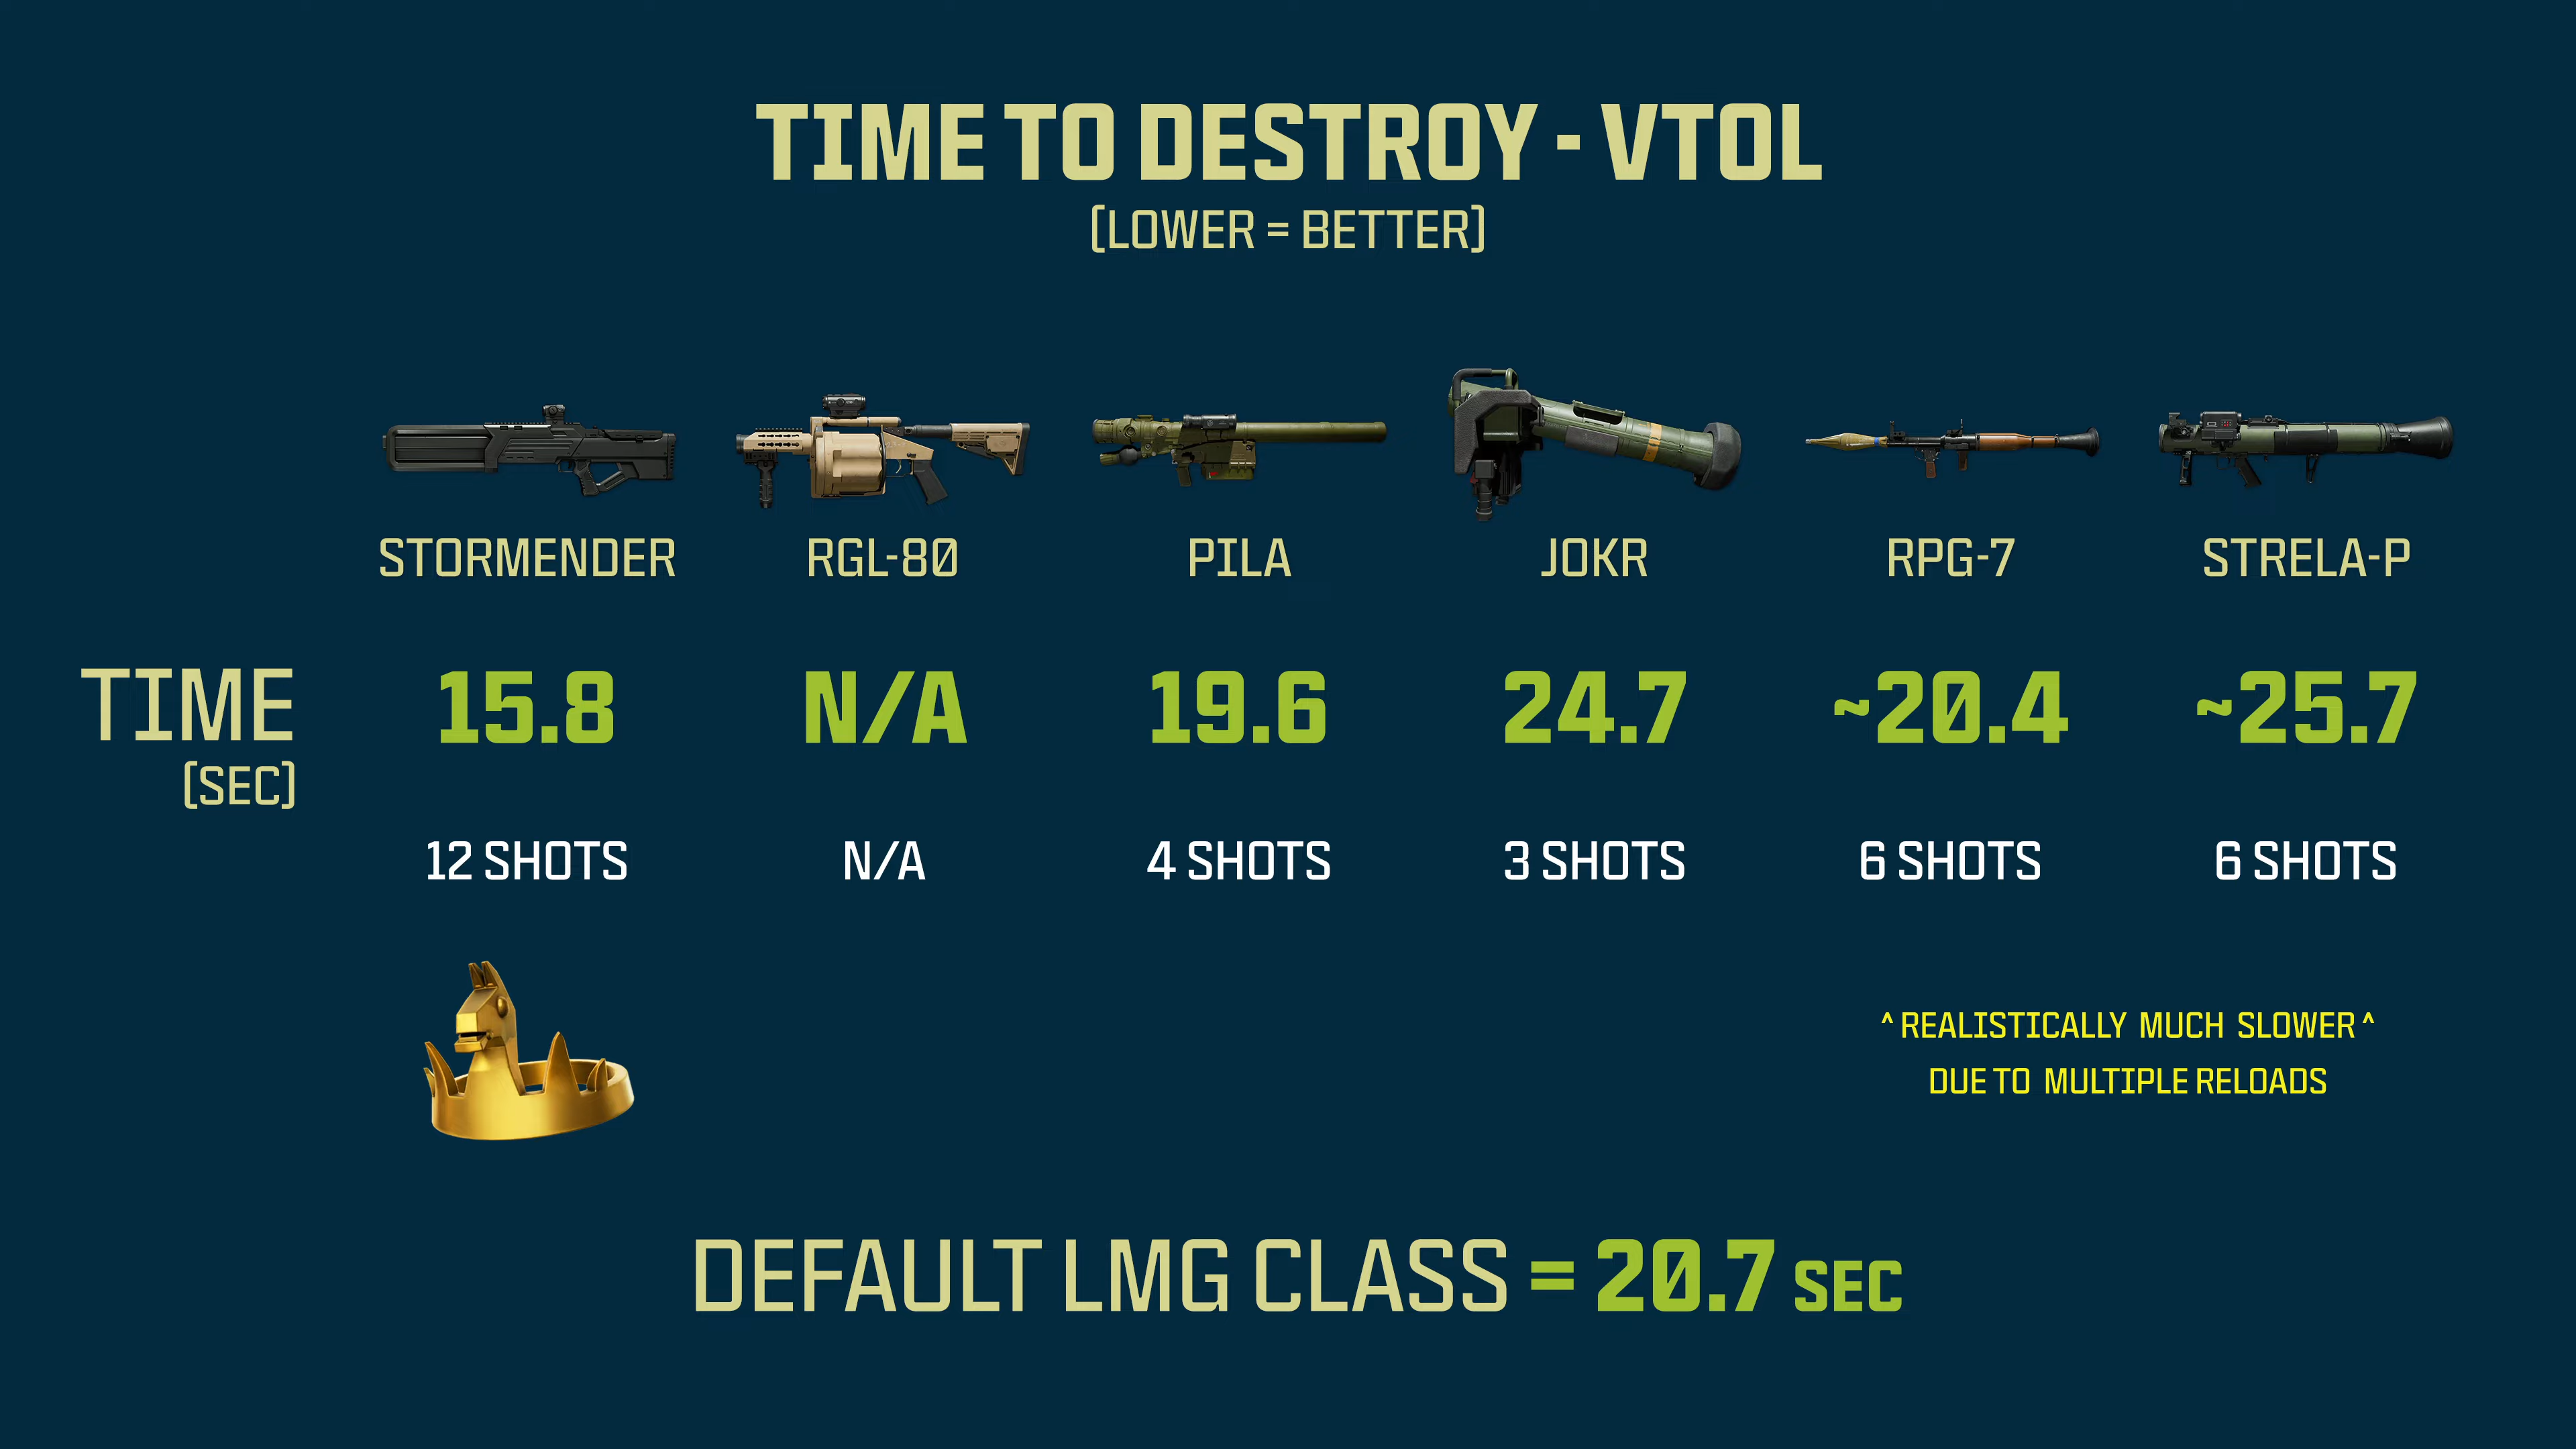 TIME TO DESTROY - VTOL
[LOWER = BETTER]
STORMENDER RGL-80 PILA JOKR RPG-7 STRELA-P
TIME 15.8 N/A 19.6 24.7 ~20.4 ~25.7
[SEC]
12 SHOTS N/A 4 SHOTS 3 SHOTS 6 SHOTS 6 SHOTS
^ REALISTICALLY MUCH SLOWER ^
DUE TO MULTIPLE RELOADS
DEFAULT LMG CLASS = 20.7 SEC